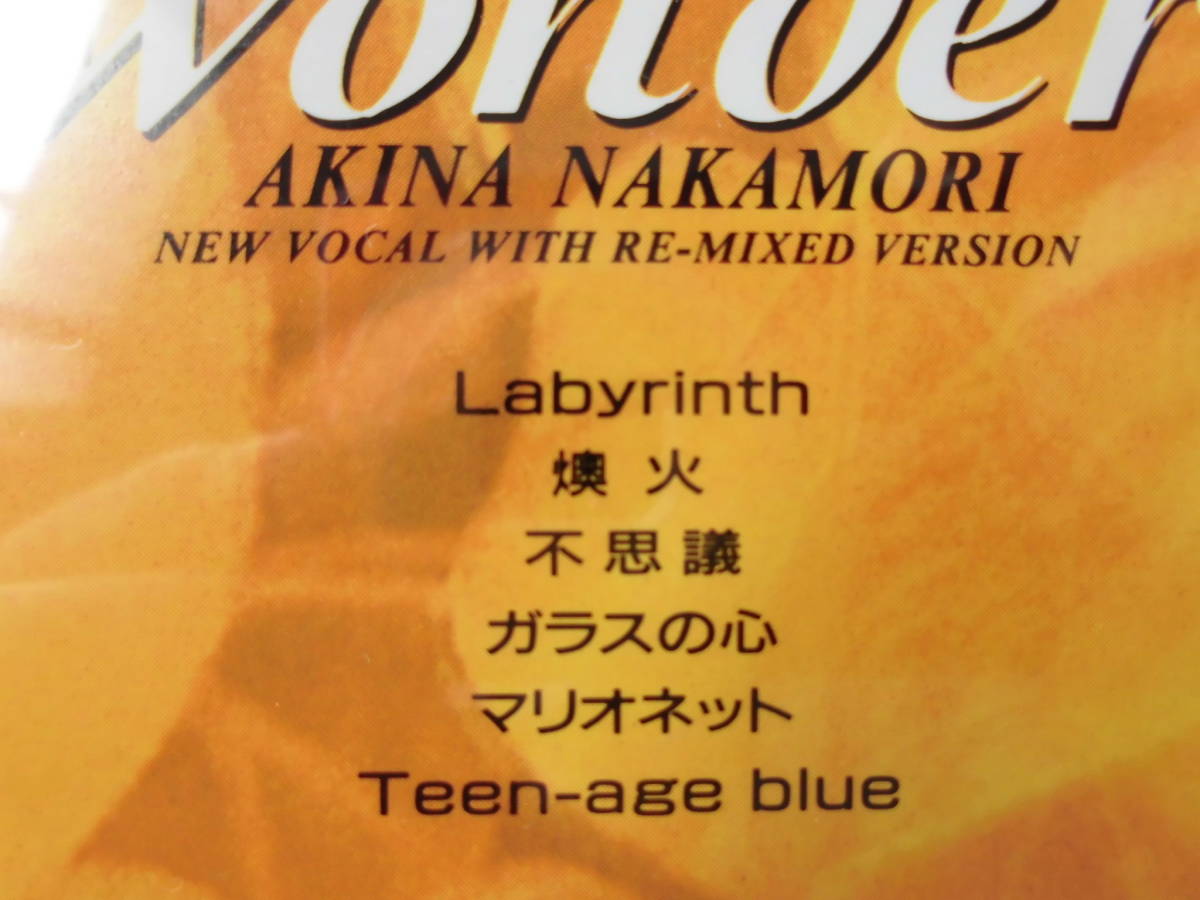 Wonder
AKINA NAKAMORI
NEW VOCAL WITH RE-MIXED VERSION
Labyrinth
燠火
不思議
ガラスの心
マリオネット
Teen-age blue